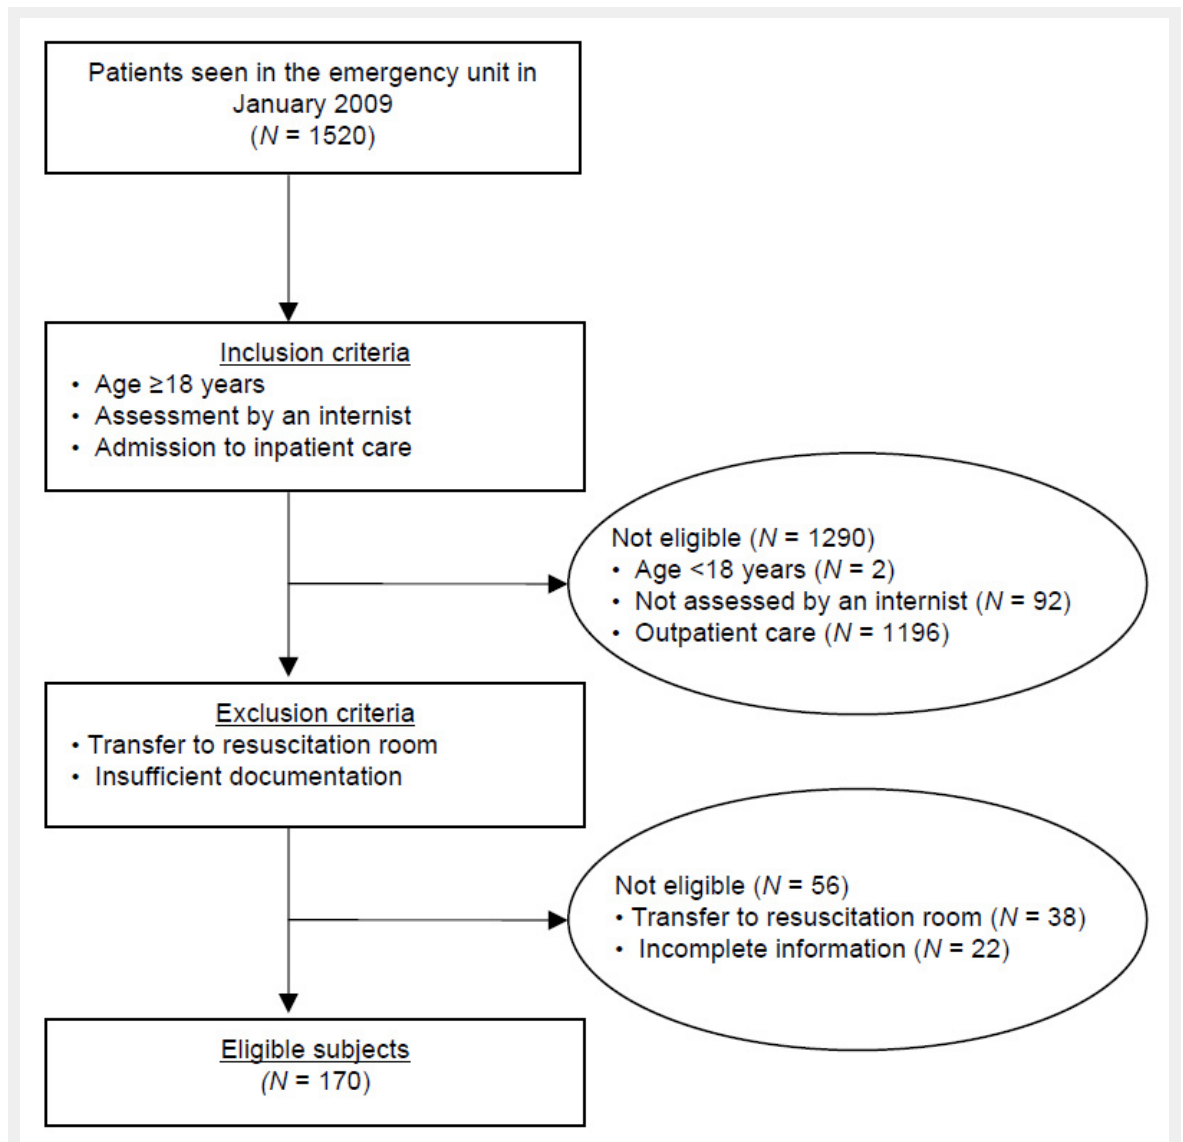 Patients seen in the emergency unit in
January 2009
(N = 1520)
Inclusion criteria
• Age ≥18 years
• Assessment by an internist
• Admission to inpatient care
Not eligible (N = 1290)
• Age <18 years (N = 2)
• Not assessed by an internist (N = 92)
• Outpatient care (N = 1196)
Exclusion criteria
• Transfer to resuscitation room
• Insufficient documentation
Not eligible (N = 56)
• Transfer to resuscitation room (N = 38)
• Incomplete information (N = 22)
Eligible subjects
(N = 170)